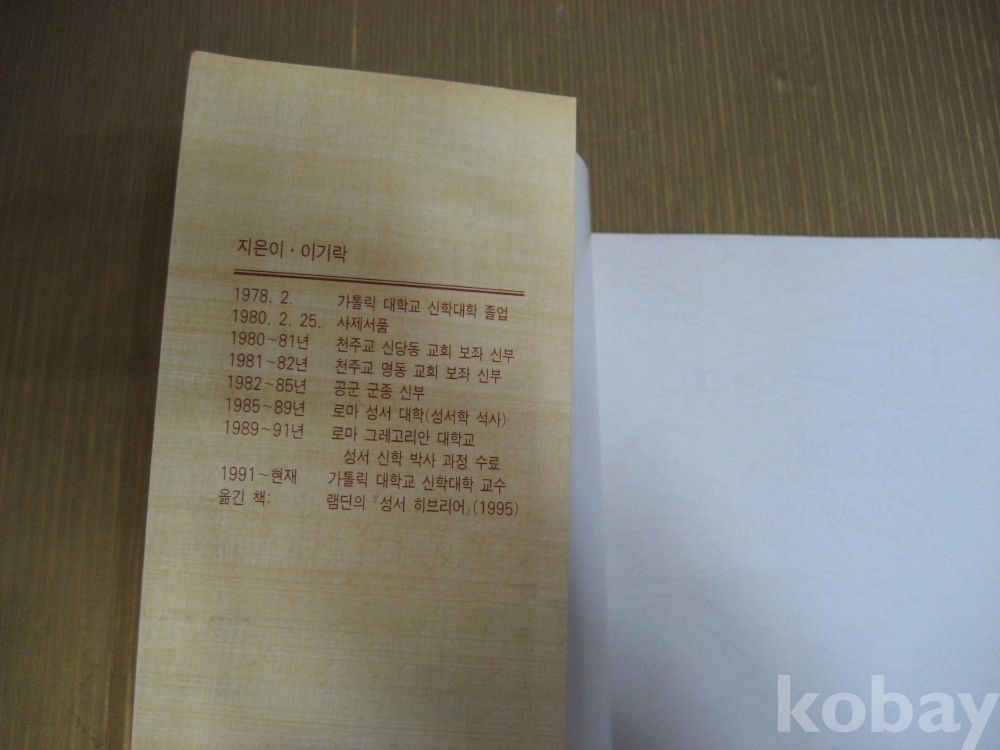 지은이 · 이기락
1978. 2. 가톨릭 대학교 신학대학 졸업
1980. 2. 25. 사제서품
1980~81년 천주교 신당동 교회 보좌 신부
1981~82년 천주교 명동 교회 보좌 신부
1982~85년 공군 군종 신부
1985~89년 로마 성서 대학(성서학 석사)
1989~91년 로마 그레고리안 대학교
성서 신학 박사 과정 수료
1991~현재 가톨릭 대학교 신학대학 교수
옮긴 책: 램딘의 『성서 히브리어』(1995)
kobay